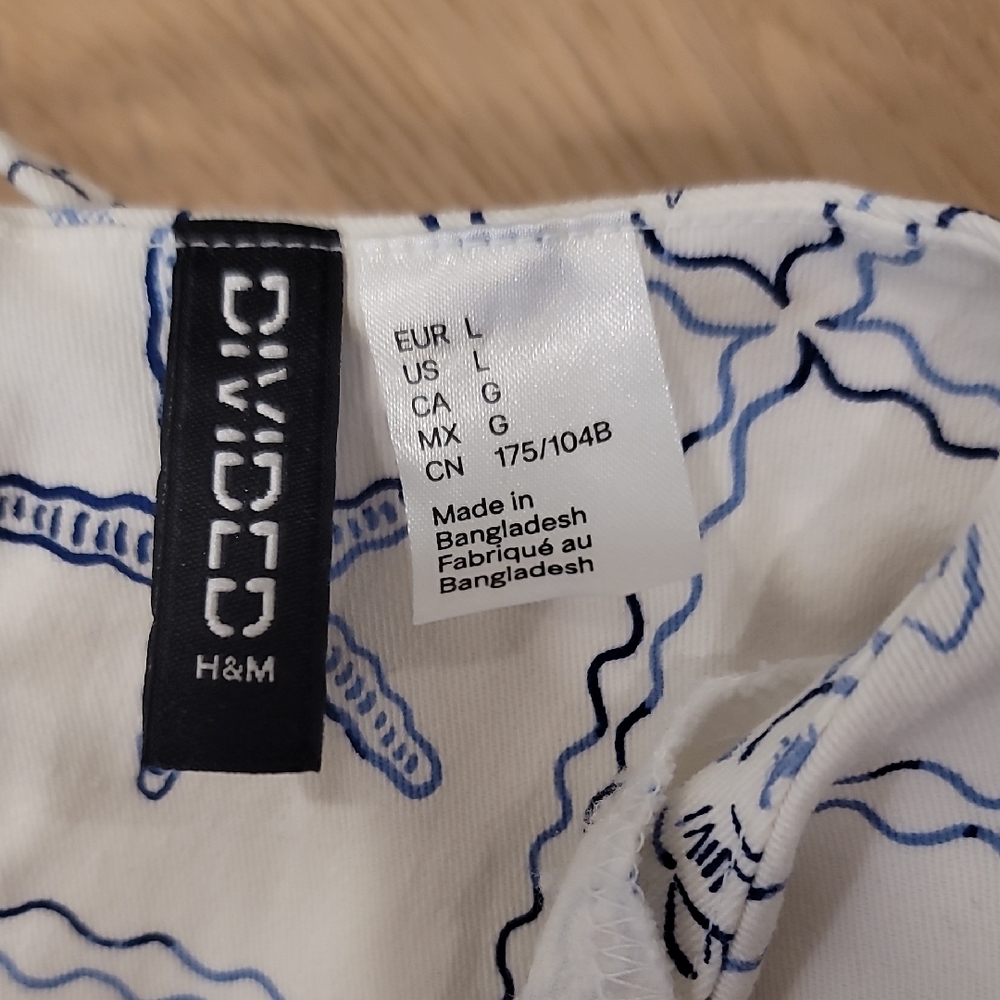 DIVIDED
H&M
EUR L
US L
CA G
MX G
CN 175/104B
Made in
Bangladesh
Fabriqué au
Bangladesh